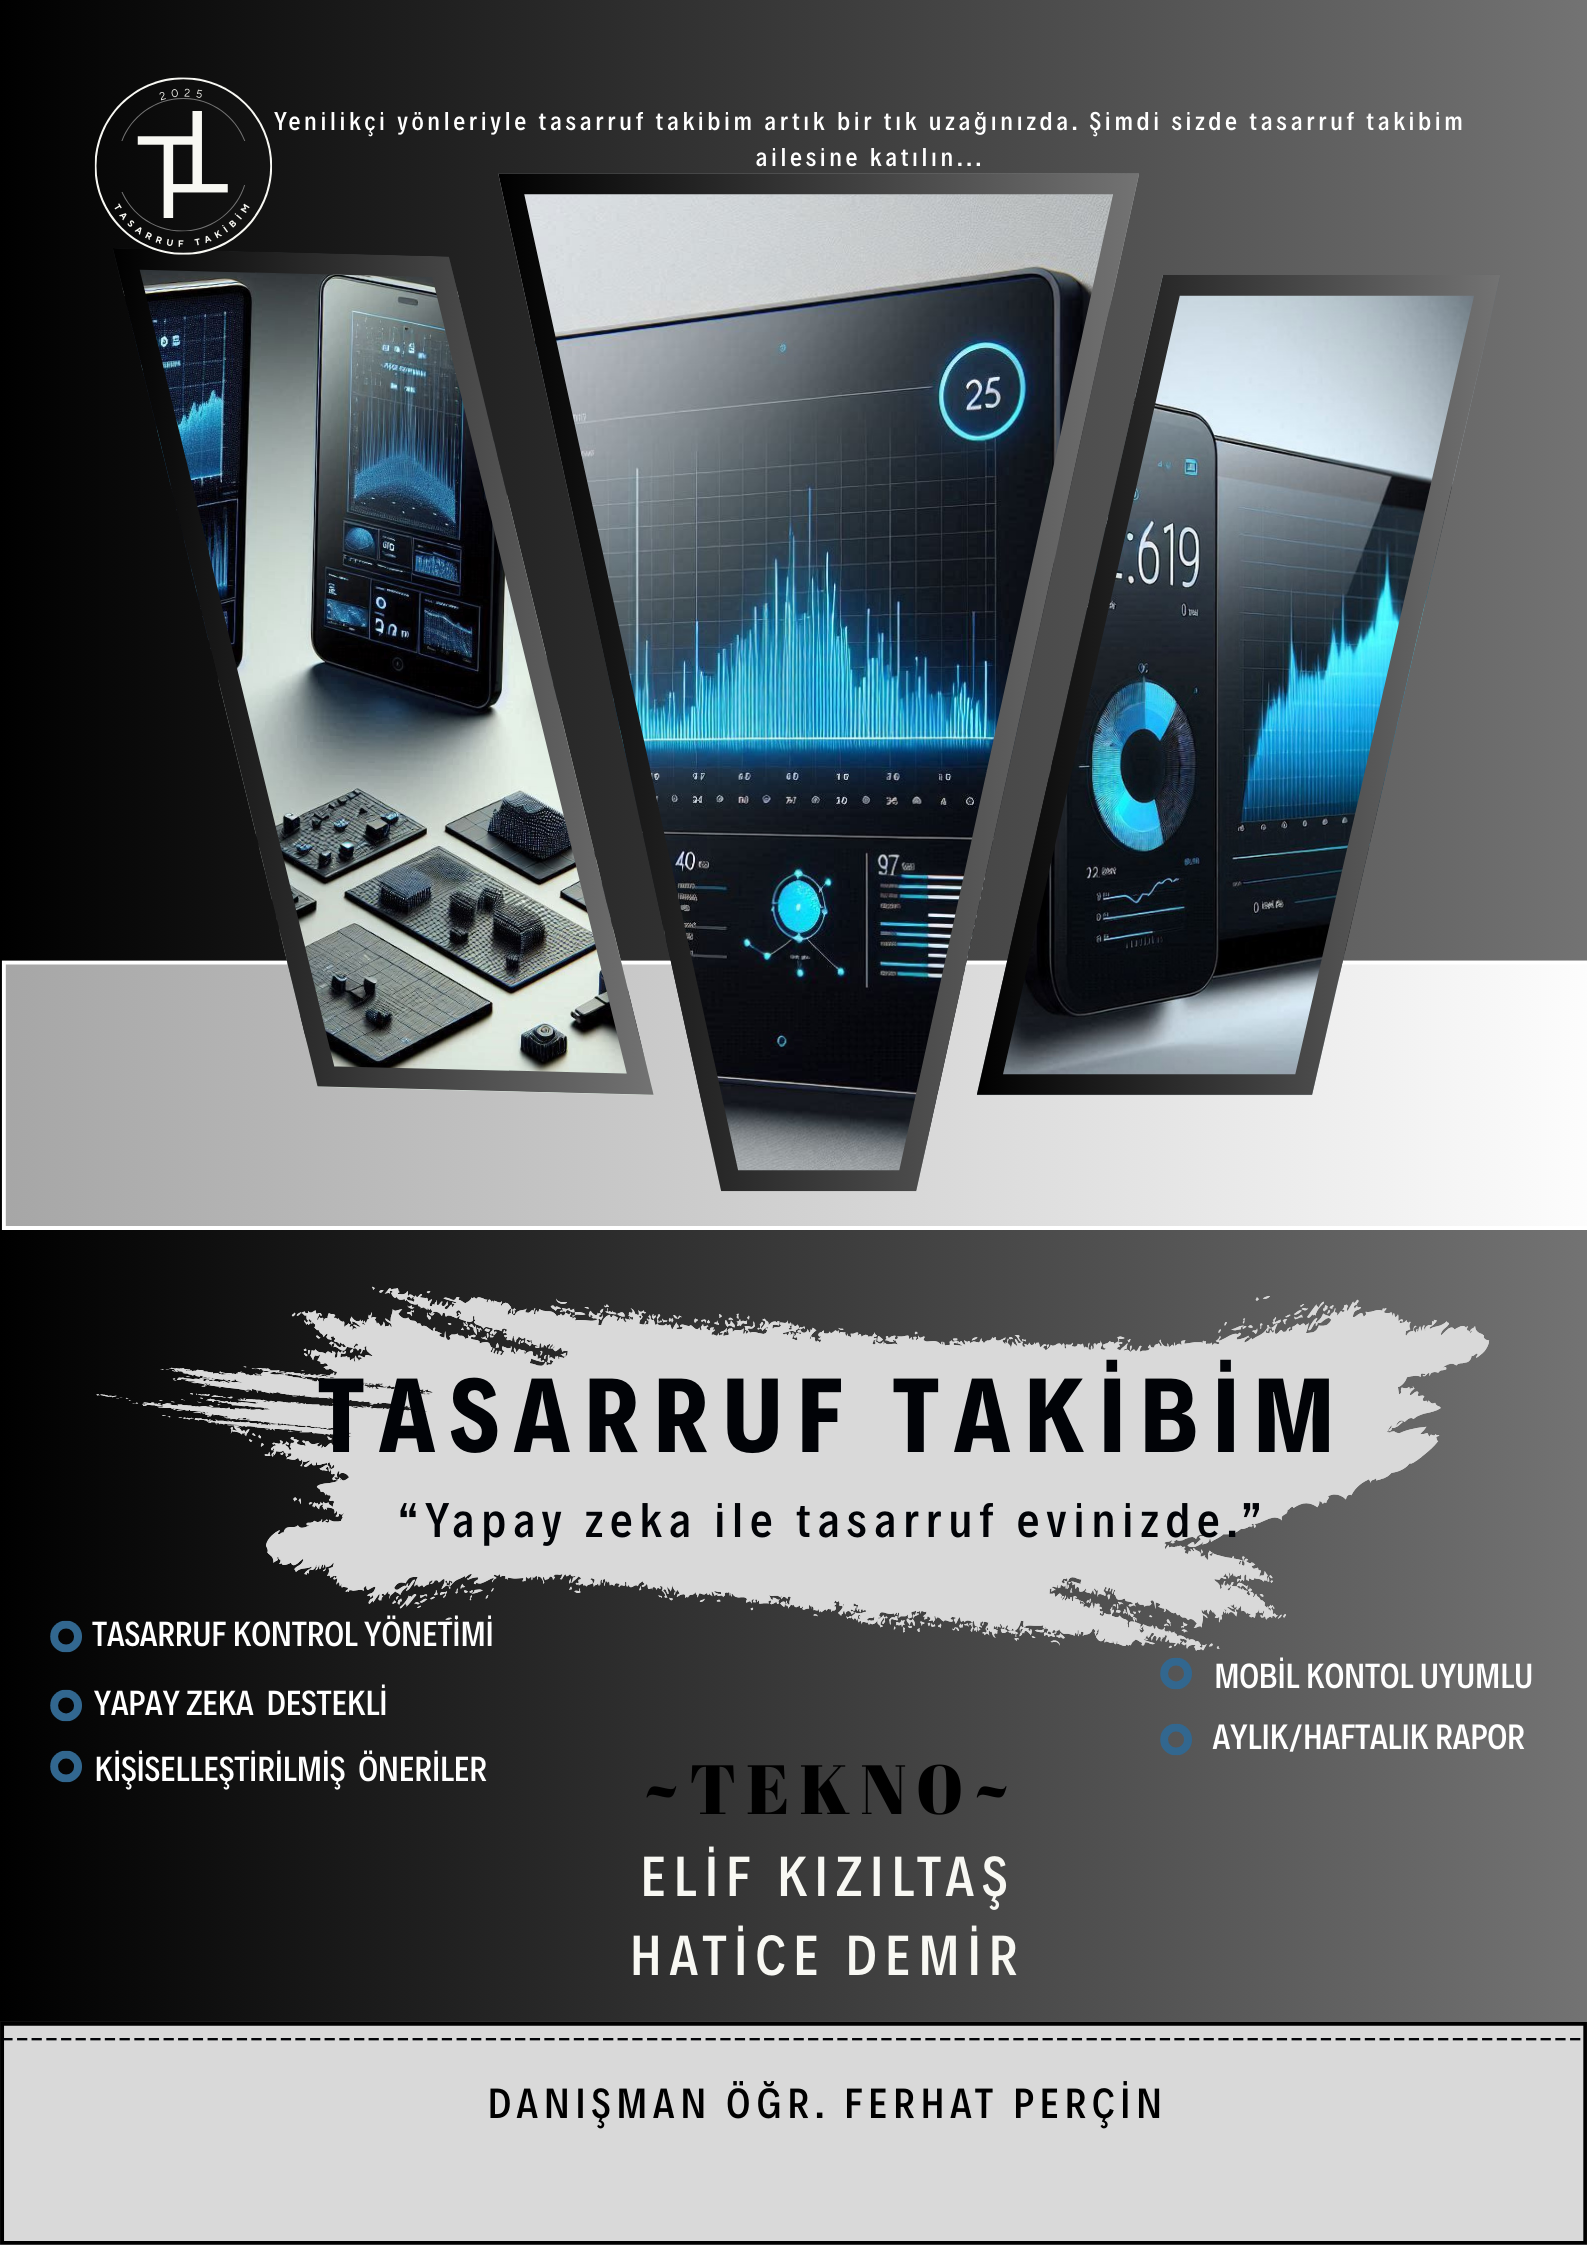 2025
TASARRUF TAKİBİM
Yenilikçi yönleriyle tasarruf takibim artık bir tık uzağınızda. Şimdi sizde tasarruf takibim
ailesine katılın...
25
:619
40
97
22
TASARRUF TAKİBİM
“Yapay zeka ile tasarruf evinizde.”
TASARRUF KONTROL YÖNETİMİ
YAPAY ZEKA DESTEKLİ
KİŞİSELLEŞTİRİLMİŞ ÖNERİLER
MOBİL KONTOL UYUMLU
AYLIK/HAFTALIK RAPOR
~TEKNO~
ELİF KIZILTAŞ
HATİCE DEMİR
DANIŞMAN ÖĞR. FERHAT PERÇİN